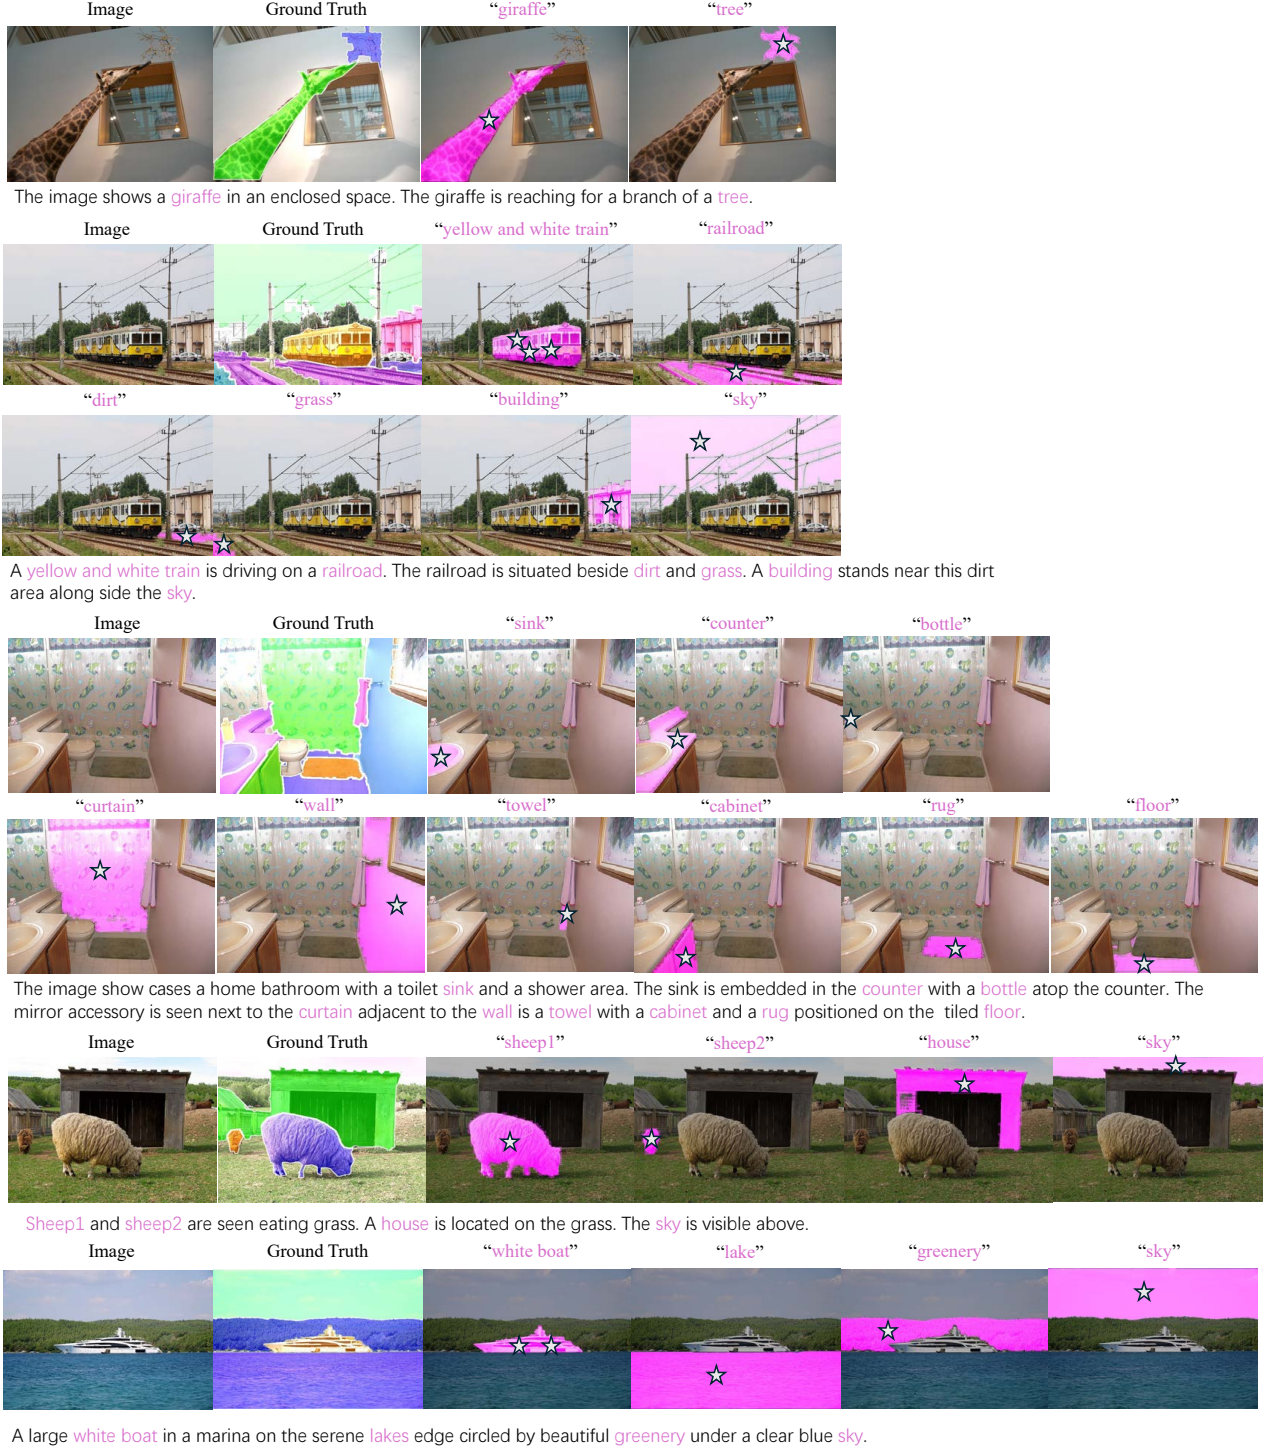 Image Ground Truth “giraffe” “tree”
The image shows a giraffe in an enclosed space. The giraffe is reaching for a branch of a tree.
Image Ground Truth “yellow and white train” “railroad”
“dirt” “grass” “building” “sky”
A yellow and white train is driving on a railroad. The railroad is situated beside dirt and grass. A building stands near this dirt
area along side the sky.
Image Ground Truth “sink” “counter” “bottle”
“curtain” “wall” “towel” “cabinet” “rug” “floor”
The image show cases a home bathroom with a toilet sink and a shower area. The sink is embedded in the counter with a bottle atop the counter. The
mirror accessory is seen next to the curtain adjacent to the wall is a towel with a cabinet and a rug positioned on the tiled floor.
Image Ground Truth “sheep1” “sheep2” “house” “sky”
Sheep1 and sheep2 are seen eating grass. A house is located on the grass. The sky is visible above.
Image Ground Truth “white boat” “lake” “greenery” “sky”
A large white boat in a marina on the serene lakes edge circled by beautiful greenery under a clear blue sky.